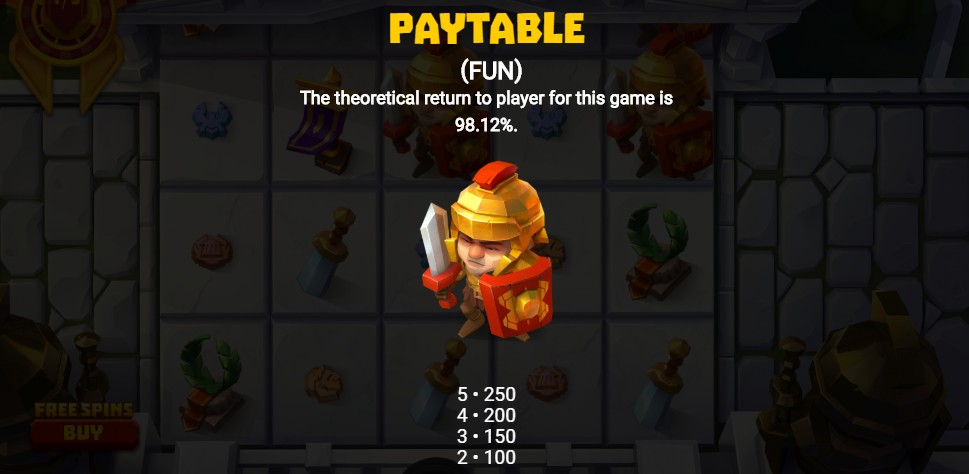 PAYTABLE
(FUN)
The theoretical return to player for this game is
98.12%.
5 • 250
4 • 200
3 • 150
2 • 100
FREE SPINS
BUY